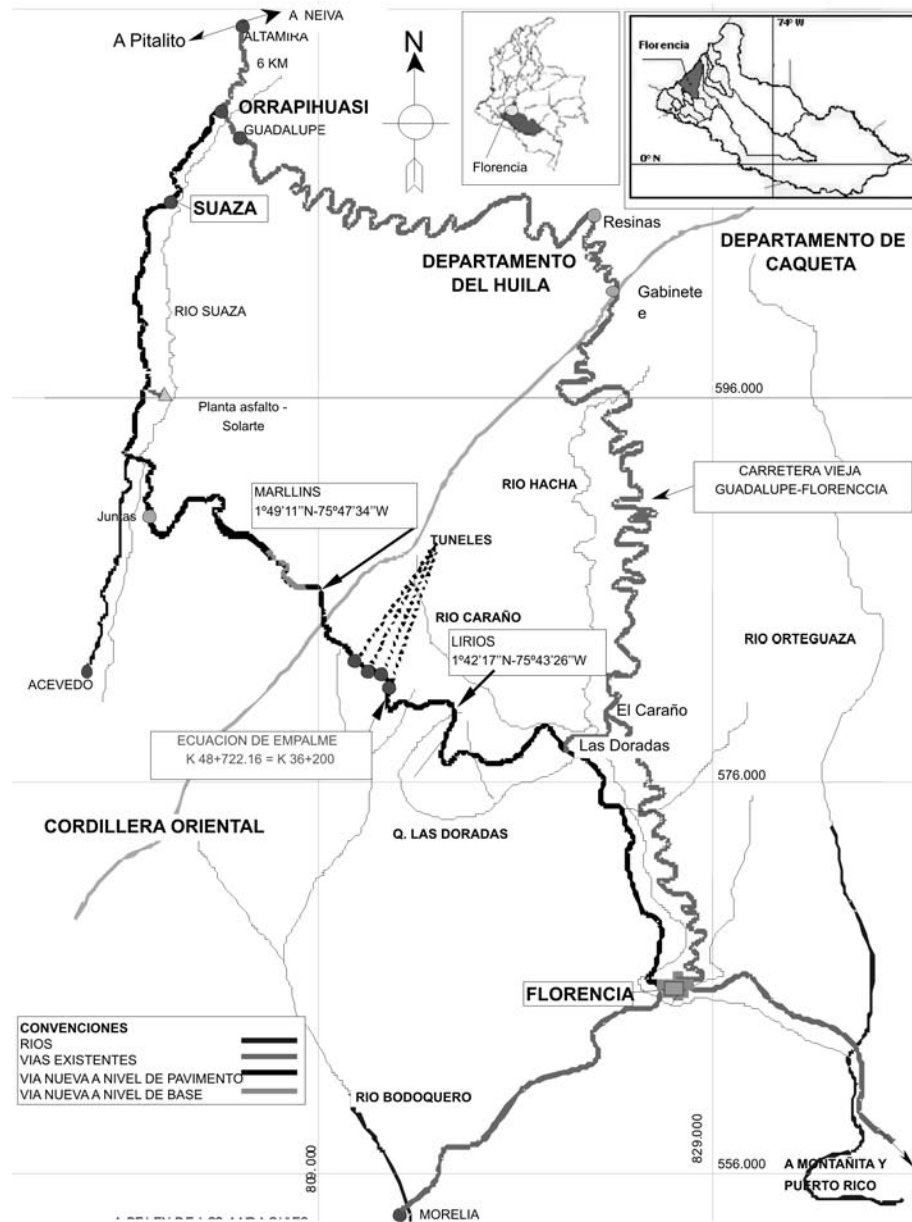 A NEIVA
A Pitalito
ALTAMIRA
6 KM
N
74º W
Florencia
0º N
Florencia
ORRAPIHUASI
GUADALUPE
SUAZA
Resinas
DEPARTAMENTO
DEL HUILA
DEPARTAMENTO DE
CAQUETA
Gabinete
e
RIO SUAZA
596.000
Planta asfalto -
Solarte
CARRETERA VIEJA
GUADALUPE-FLORENCCIA
RIO HACHA
MARLLINS
1º49'11''N-75º47'34''W
Juntas
TUNELES
RIO CARAÑO
LIRIOS
1º42'17''N-75º43'26''W
RIO ORTEGUAZA
ACEVEDO
El Caraño
ECUACION DE EMPALME
K 48+722.16 = K 36+200
Las Doradas
576.000
CORDILLERA ORIENTAL
Q. LAS DORADAS
FLORENCIA
CONVENCIONES
RIOS
VIAS EXISTENTES
VIA NUEVA A NIVEL DE PAVIMENTO
VIA NUEVA A NIVEL DE BASE
RIO BODOQUERO
809.000
829.000
556.000
A MONTAÑITA Y
PUERTO RICO
MORELIA